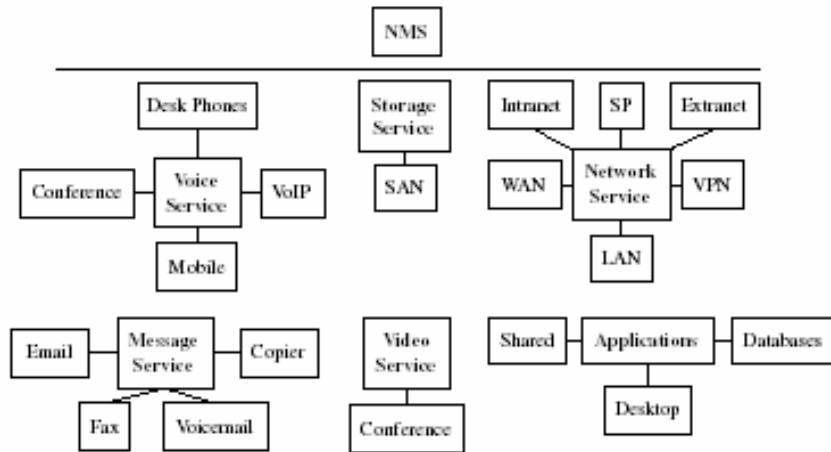 NMS
Desk Phones
Storage
Service
Intranet
SP
Extranet
Conference
Voice
Service
VoIP
SAN
WAN
Network
Service
VPN
Mobile
LAN
Email
Message
Service
Copier
Video
Service
Shared
Applications
Databases
Fax
Voicemail
Conference
Desktop